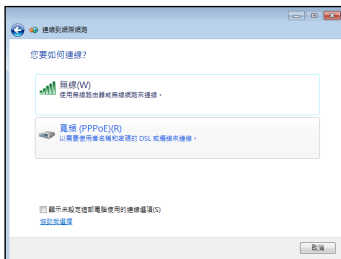 連線到網際網路
您要如何連線?
無線(W)
使用無線路由器或無線網路來連線。
寬頻 (PPPoE)(R)
以需要使用者名稱和密碼的 DSL 或纜線來連線。
顯示未設定這部電腦使用的連線選項(S)
協助我選擇
取消